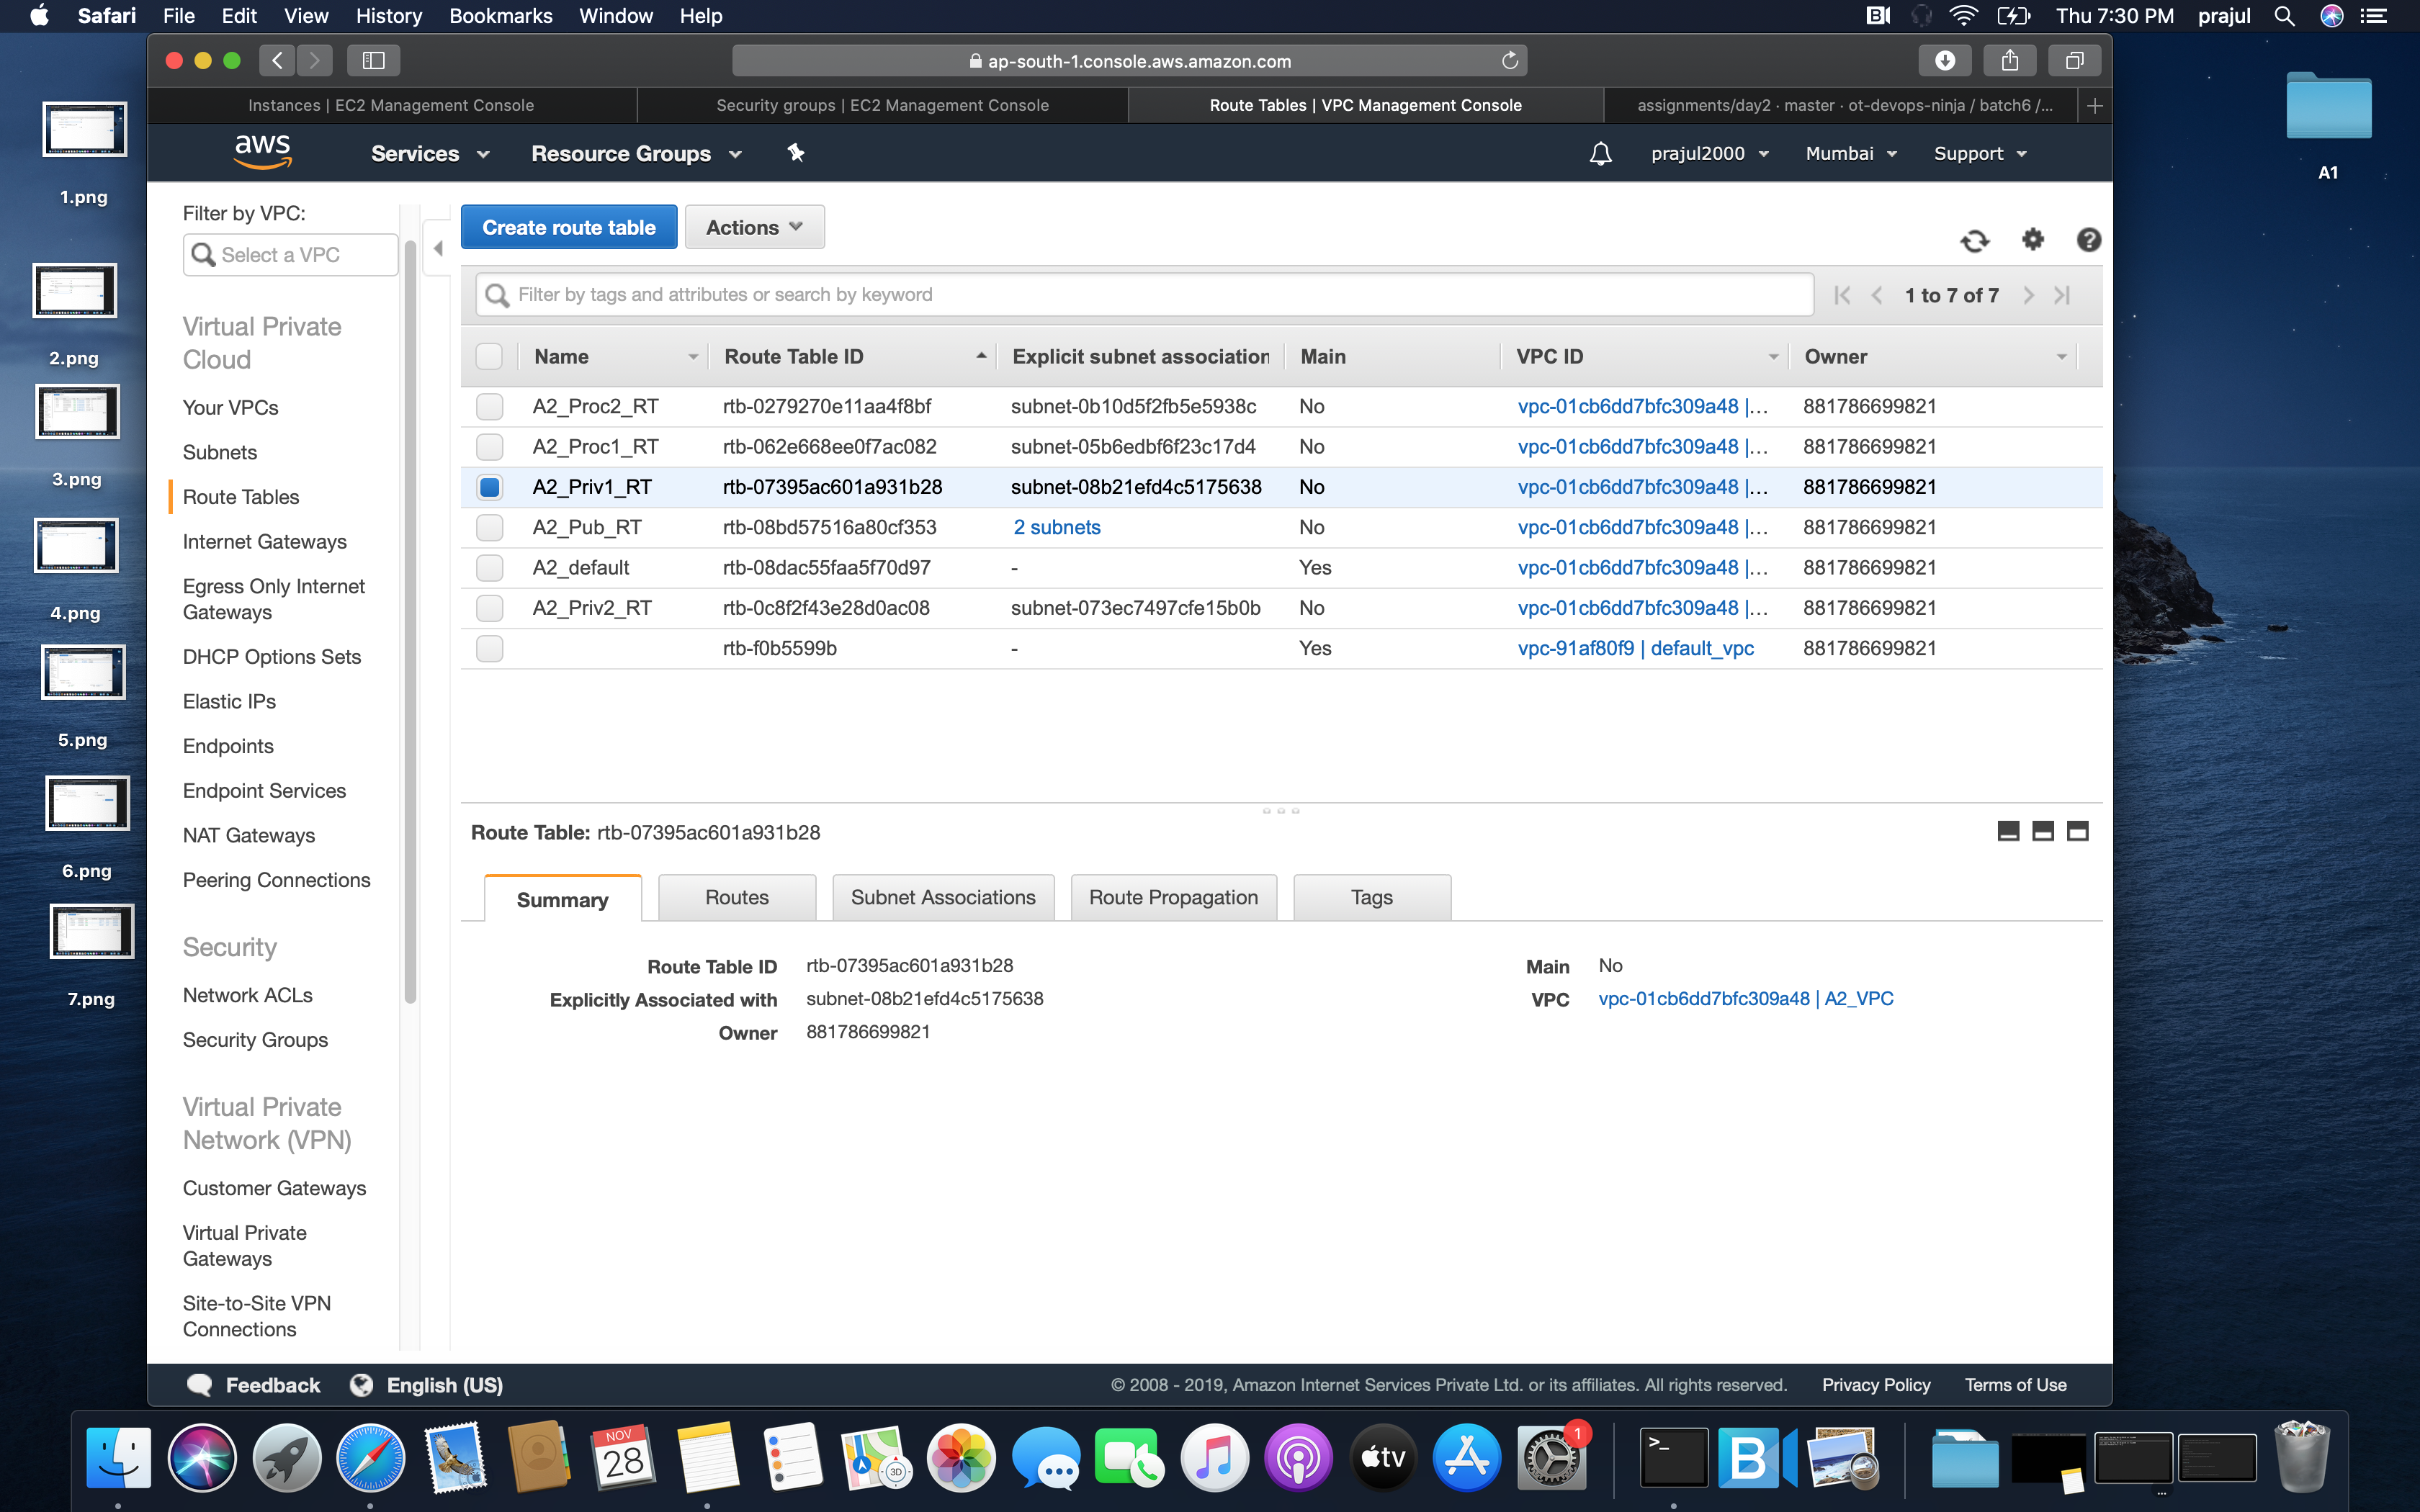 Safari File Edit View History Bookmarks Window Help
Thu 7:30 PM prajul
ap-south-1.console.aws.amazon.com
Instances | EC2 Management Console
Security groups | EC2 Management Console
Route Tables | VPC Management Console
assignments/day2 · master · ot-devops-ninja / batch6 /...
aws Services Resource Groups prajul2000 Mumbai Support
1.png
2.png
3.png
4.png
5.png
6.png
7.png
A1
Filter by VPC:
Select a VPC
Virtual Private
Cloud
Your VPCs
Subnets
Route Tables
Internet Gateways
Egress Only Internet
Gateways
DHCP Options Sets
Elastic IPs
Endpoints
Endpoint Services
NAT Gateways
Peering Connections
Security
Network ACLs
Security Groups
Virtual Private
Network (VPN)
Customer Gateways
Virtual Private
Gateways
Site-to-Site VPN
Connections
Create route table Actions
Filter by tags and attributes or search by keyword
1 to 7 of 7
Name Route Table ID Explicit subnet association Main VPC ID Owner
A2_Proc2_RT rtb-0279270e11aa4f8bf subnet-0b10d5f2fb5e5938c No vpc-01cb6dd7bfc309a48 |... 881786699821
A2_Proc1_RT rtb-062e668ee0f7ac082 subnet-05b6edbf6f23c17d4 No vpc-01cb6dd7bfc309a48 |... 881786699821
A2_Priv1_RT rtb-07395ac601a931b28 subnet-08b21efd4c5175638 No vpc-01cb6dd7bfc309a48 |... 881786699821
A2_Pub_RT rtb-08bd57516a80cf353 2 subnets No vpc-01cb6dd7bfc309a48 |... 881786699821
A2_default rtb-08dac55faa5f70d97 - Yes vpc-01cb6dd7bfc309a48 |... 881786699821
A2_Priv2_RT rtb-0c8f2f43e28d0ac08 subnet-073ec7497cfe15b0b No vpc-01cb6dd7bfc309a48 |... 881786699821
rtb-f0b5599b - Yes vpc-91af80f9 | default_vpc 881786699821
Route Table: rtb-07395ac601a931b28
Summary Routes Subnet Associations Route Propagation Tags
Route Table ID rtb-07395ac601a931b28 Main No
Explicitly Associated with subnet-08b21efd4c5175638 VPC vpc-01cb6dd7bfc309a48 | A2_VPC
Owner 881786699821
Feedback English (US)
© 2008 - 2019, Amazon Internet Services Private Ltd. or its affiliates. All rights reserved. Privacy Policy Terms of Use
NOV
28
3D
tv
1
>_
B